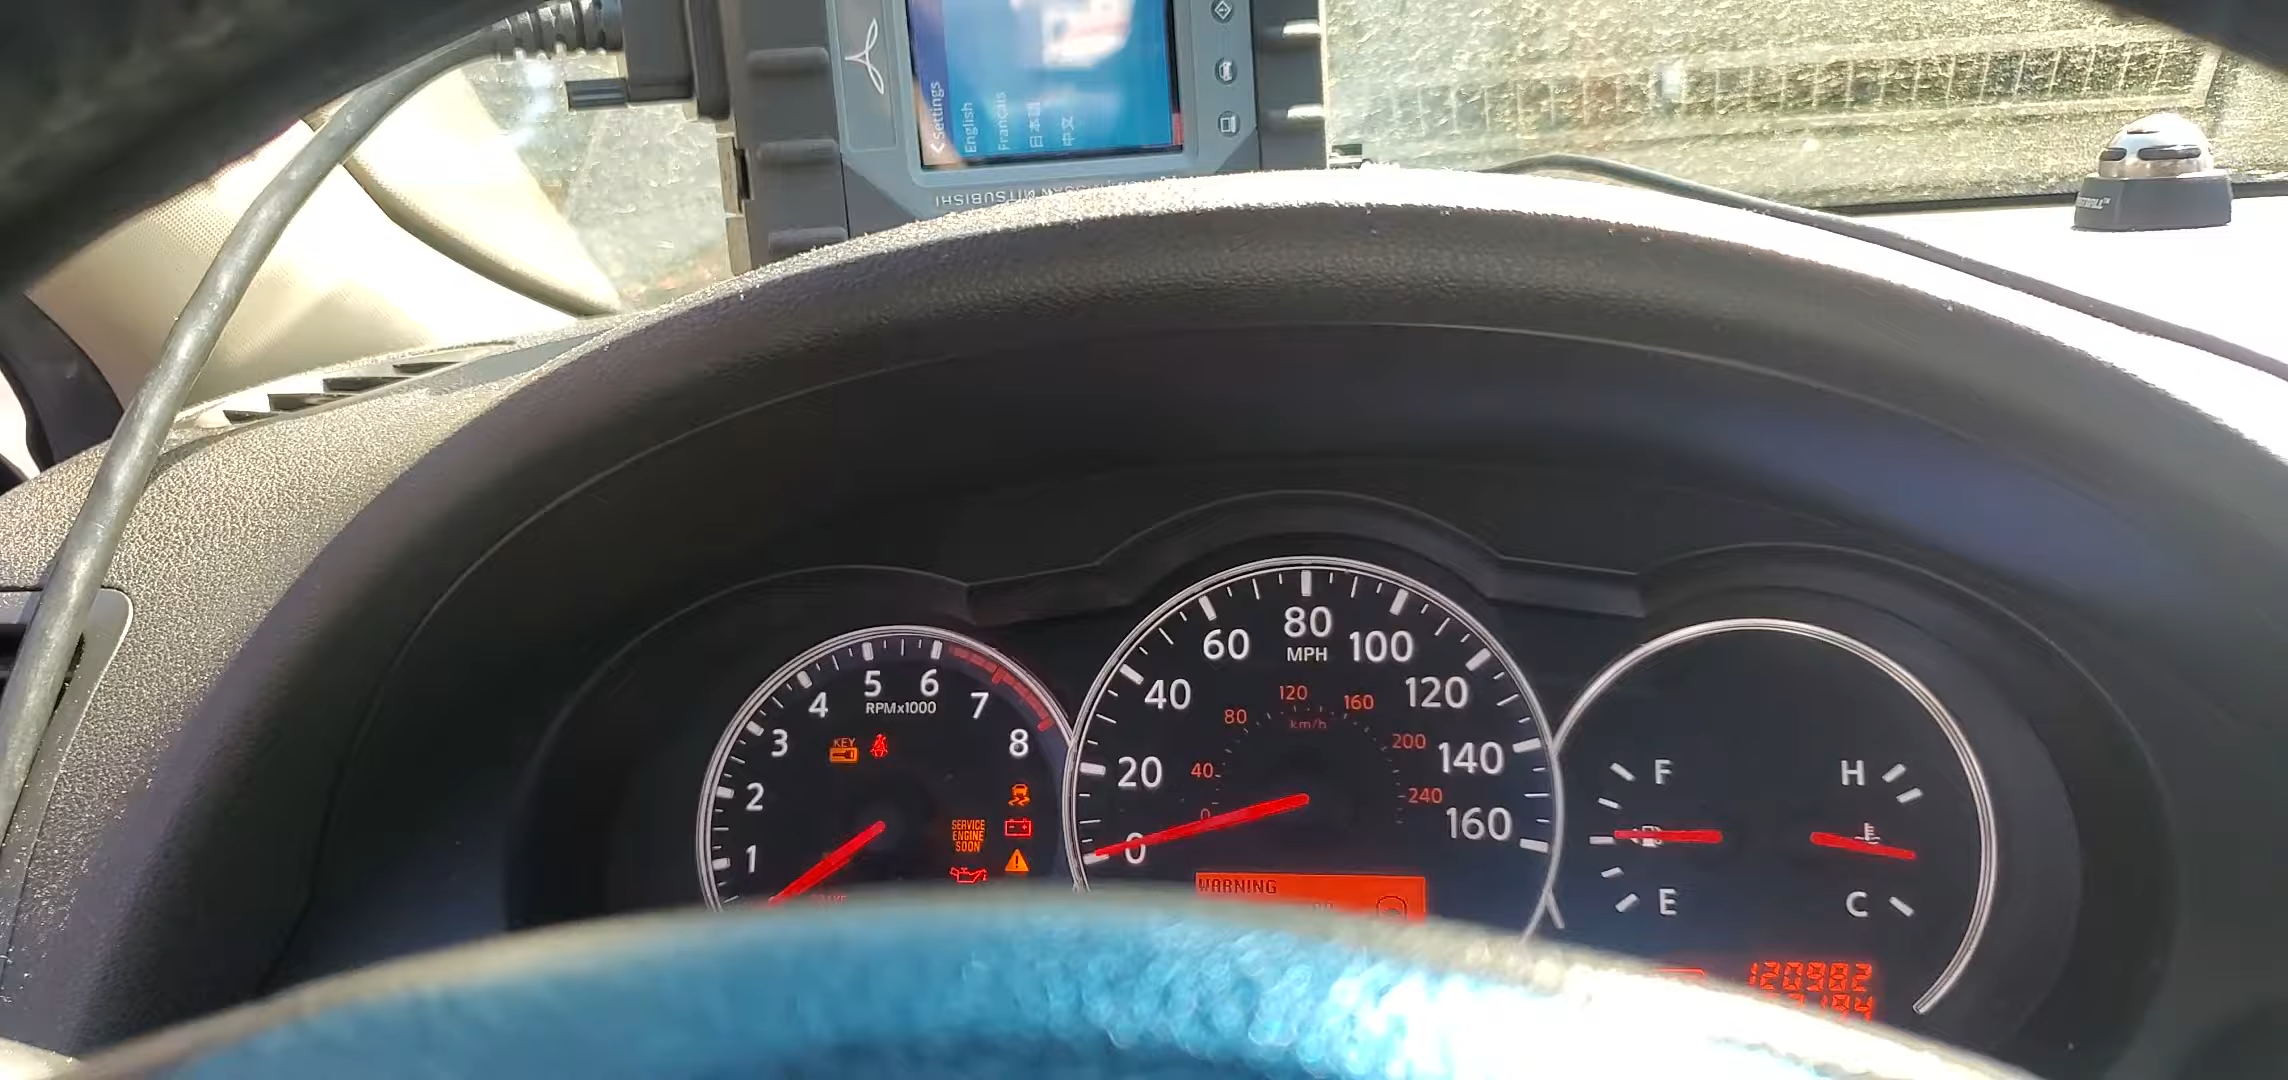 Settings
English
Français
日本語
中文
NISSAN MITSUBISHI
1
2
3
4
5
6
7
8
RPMx1000
KEY
SERVICE
ENGINE
SOON
0
20
40
60
80
100
120
140
160
MPH
0
40
80
120
160
200
240
km/h
WARNING
F
E
H
C
120982